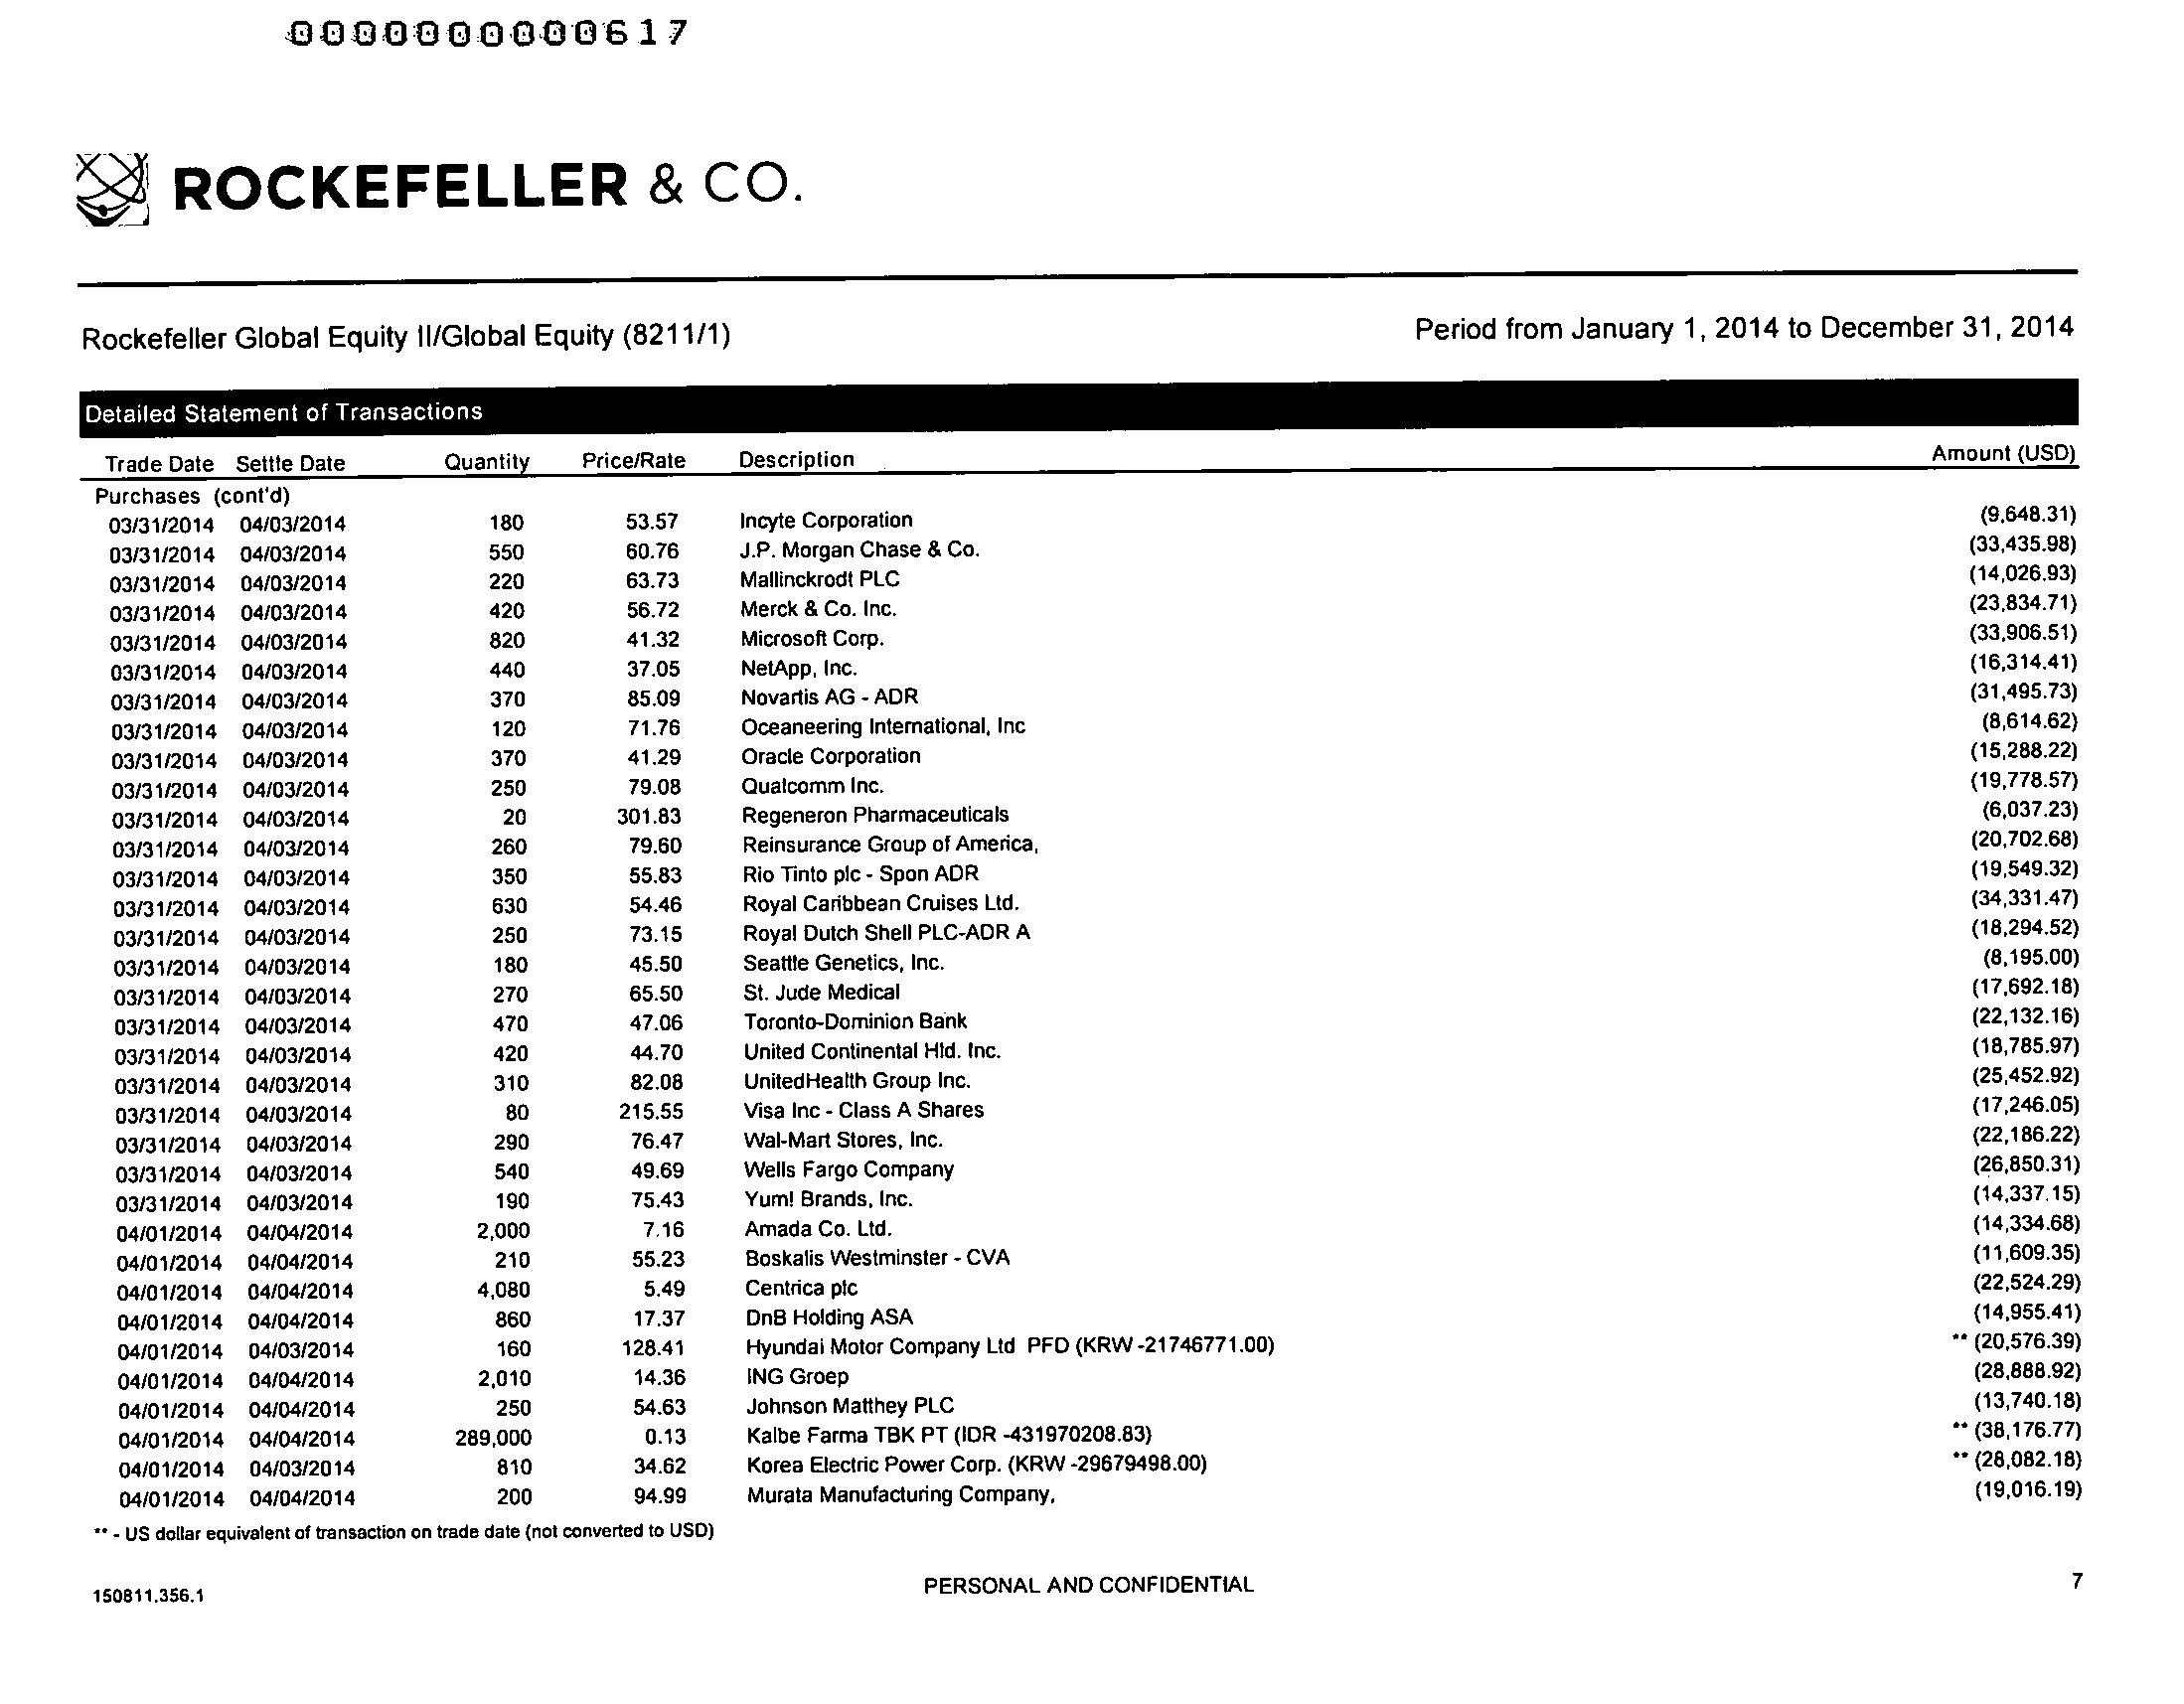 0000000000617
ROCKEFELLER & CO.
Rockefeller Global Equity II/Global Equity (8211/1) Period from January 1, 2014 to December 31, 2014
Detailed Statement of Transactions
Trade Date Settle Date Quantity Price/Rate Description Amount (USD)
Purchases (cont'd)
03/31/2014 04/03/2014 180 53.57 Incyte Corporation (9,648.31)
03/31/2014 04/03/2014 550 60.76 J.P. Morgan Chase & Co. (33,435.98)
03/31/2014 04/03/2014 220 63.73 Mallinckrodt PLC (14,026.93)
03/31/2014 04/03/2014 420 56.72 Merck & Co. Inc. (23,834.71)
03/31/2014 04/03/2014 820 41.32 Microsoft Corp. (33,906.51)
03/31/2014 04/03/2014 440 37.05 NetApp, Inc. (16,314.41)
03/31/2014 04/03/2014 370 85.09 Novartis AG - ADR (31,495.73)
03/31/2014 04/03/2014 120 71.76 Oceaneering International, Inc (8,614.62)
03/31/2014 04/03/2014 370 41.29 Oracle Corporation (15,288.22)
03/31/2014 04/03/2014 250 79.08 Qualcomm Inc. (19,778.57)
03/31/2014 04/03/2014 20 301.83 Regeneron Pharmaceuticals (6,037.23)
03/31/2014 04/03/2014 260 79.60 Reinsurance Group of America, (20,702.68)
03/31/2014 04/03/2014 350 55.83 Rio Tinto plc - Spon ADR (19,549.32)
03/31/2014 04/03/2014 630 54.46 Royal Caribbean Cruises Ltd. (34,331.47)
03/31/2014 04/03/2014 250 73.15 Royal Dutch Shell PLC-ADR A (18,294.52)
03/31/2014 04/03/2014 180 45.50 Seattle Genetics, Inc. (8,195.00)
03/31/2014 04/03/2014 270 65.50 St. Jude Medical (17,692.18)
03/31/2014 04/03/2014 470 47.06 Toronto-Dominion Bank (22,132.16)
03/31/2014 04/03/2014 420 44.70 United Continental Hld. Inc. (18,785.97)
03/31/2014 04/03/2014 310 82.08 UnitedHealth Group Inc. (25,452.92)
03/31/2014 04/03/2014 80 215.55 Visa Inc - Class A Shares (17,246.05)
03/31/2014 04/03/2014 290 76.47 Wal-Mart Stores, Inc. (22,186.22)
03/31/2014 04/03/2014 540 49.69 Wells Fargo Company (26,850.31)
03/31/2014 04/03/2014 190 75.43 Yum! Brands, Inc. (14,337.15)
04/01/2014 04/04/2014 2,000 7.16 Amada Co. Ltd. (14,334.68)
04/01/2014 04/04/2014 210 55.23 Boskalis Westminster - CVA (11,609.35)
04/01/2014 04/04/2014 4,080 5.49 Centrica plc (22,524.29)
04/01/2014 04/04/2014 860 17.37 DnB Holding ASA (14,955.41)
04/01/2014 04/03/2014 160 128.41 Hyundai Motor Company Ltd PFD (KRW -21746771.00) ** (20,576.39)
04/01/2014 04/04/2014 2,010 14.36 ING Groep (28,888.92)
04/01/2014 04/04/2014 250 54.63 Johnson Matthey PLC (13,740.18)
04/01/2014 04/04/2014 289,000 0.13 Kalbe Farma TBK PT (IDR -431970208.83) ** (38,176.77)
04/01/2014 04/03/2014 810 34.62 Korea Electric Power Corp. (KRW -29679498.00) ** (28,082.18)
04/01/2014 04/04/2014 200 94.99 Murata Manufacturing Company, (19,016.19)
** - US dollar equivalent of transaction on trade date (not converted to USD)
150811.356.1 PERSONAL AND CONFIDENTIAL 7